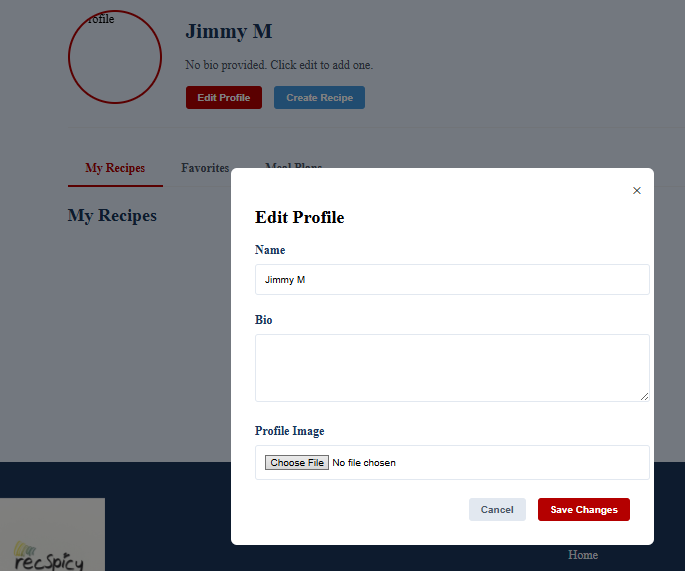 rofile
Jimmy M
No bio provided. Click edit to add one.
Edit Profile
Create Recipe
My Recipes
Favorites
Meal Plans
My Recipes
×
Edit Profile
Name
Jimmy M
Bio
Profile Image
Choose File No file chosen
Cancel
Save Changes
recSpicy
Home